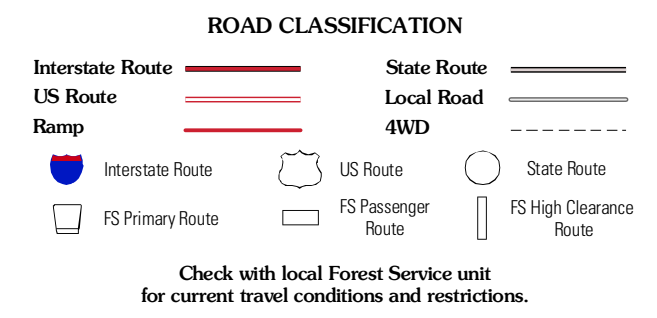 ROAD CLASSIFICATION
Interstate Route
State Route
US Route
Local Road
Ramp
4WD
Interstate Route
US Route
State Route
FS Primary Route
FS Passenger
Route
FS High Clearance
Route
Check with local Forest Service unit
for current travel conditions and restrictions.